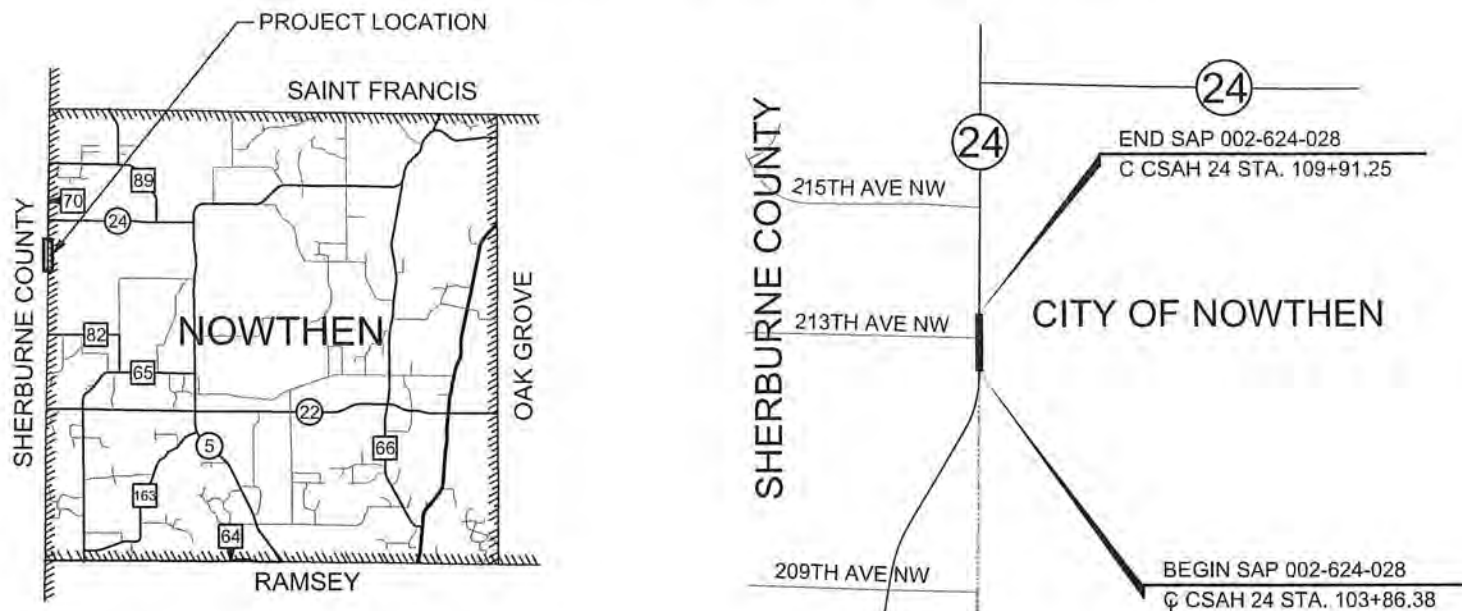 PROJECT LOCATION
SAINT FRANCIS
89
70
24
SHERBURNE COUNTY
NOWTHEN
OAK GROVE
82
65
22
5
66
163
64
RAMSEY
24
24
SHERBURNE COUNTY
END SAP 002-624-028
C CSAH 24 STA. 109+91.25
215TH AVE NW
213TH AVE NW
CITY OF NOWTHEN
209TH AVE NW
BEGIN SAP 002-624-028
℄ CSAH 24 STA. 103+86.38